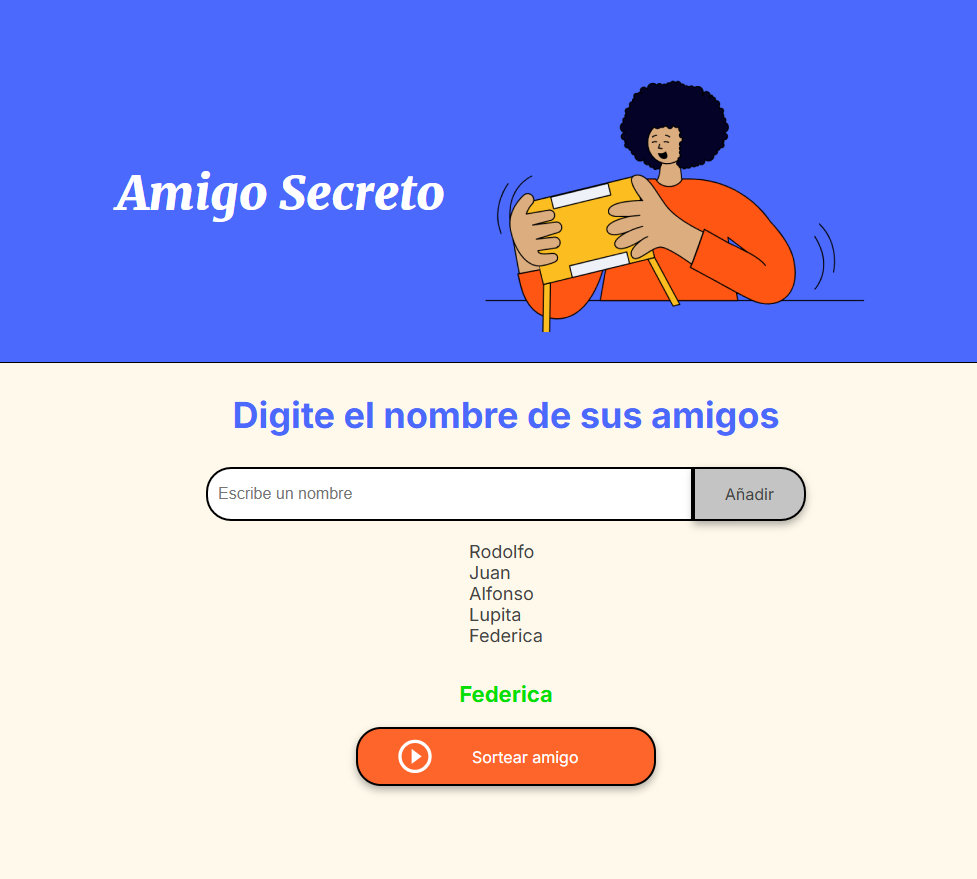 Amigo Secreto
Digite el nombre de sus amigos
Escribe un nombre
Añadir
Rodolfo
Juan
Alfonso
Lupita
Federica
Federica
Sortear amigo